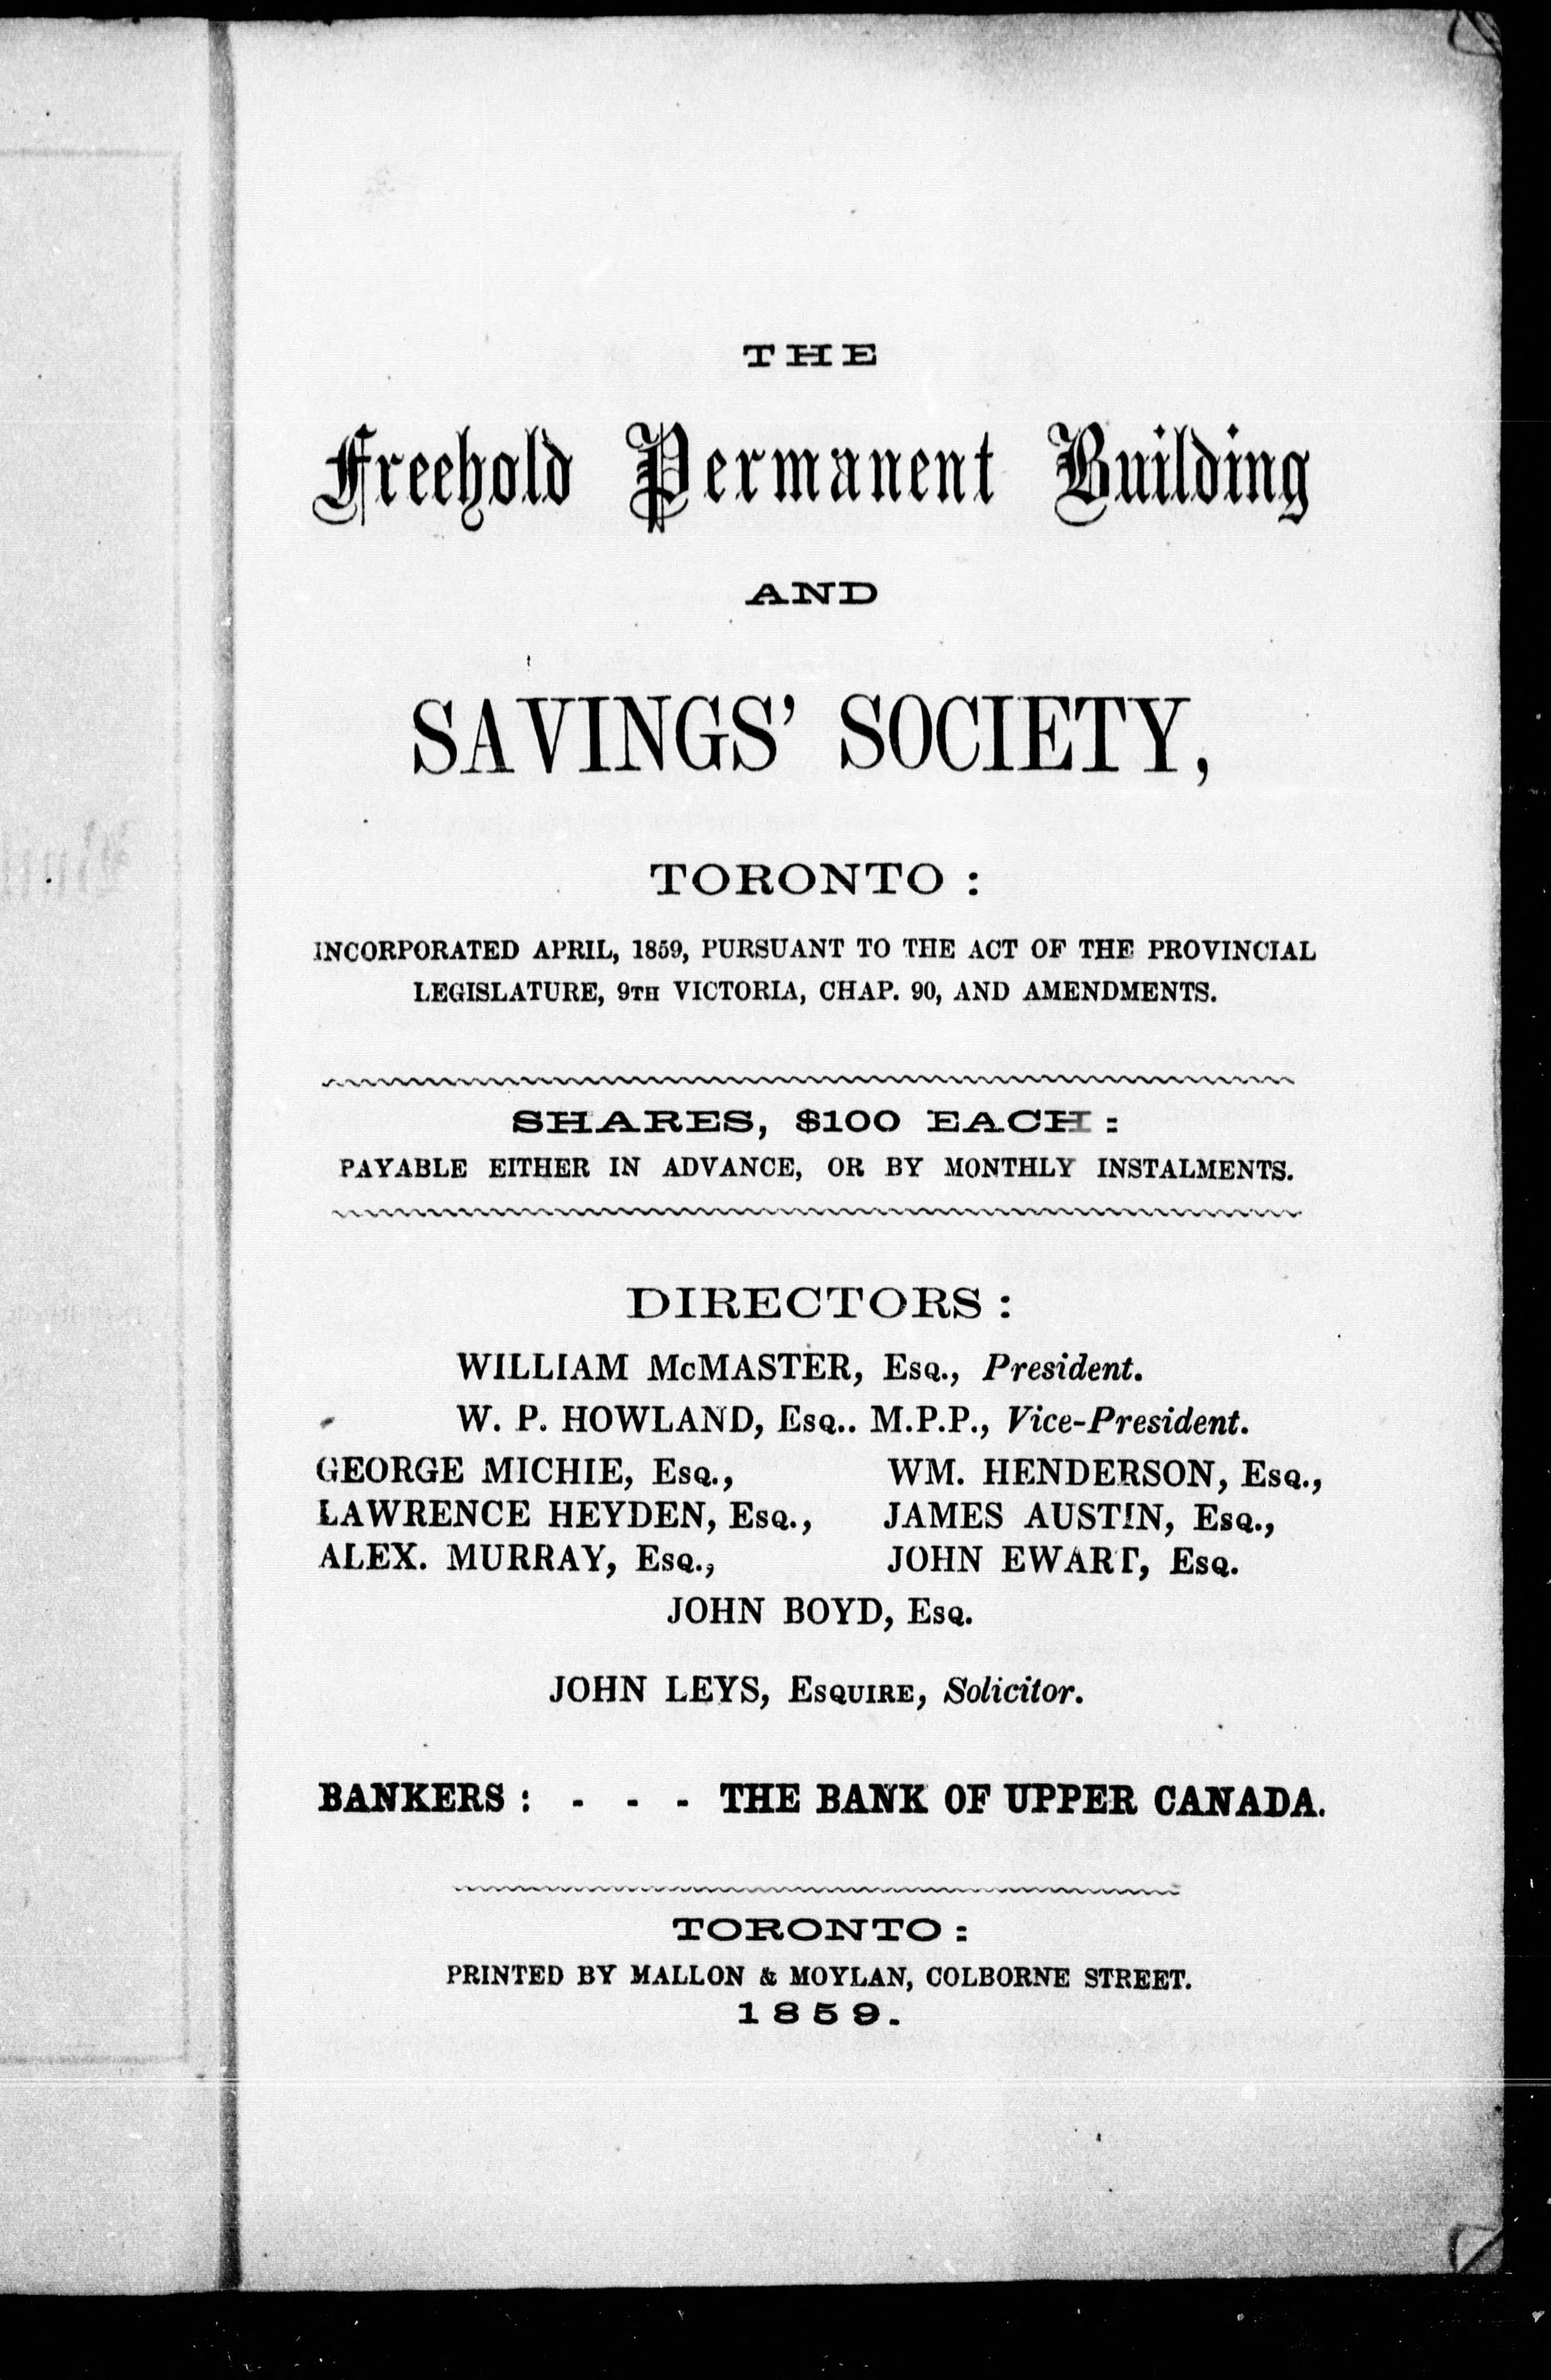 THE
Freehold Permanent Building
AND
SAVINGS' SOCIETY,
TORONTO :
INCORPORATED APRIL, 1859, PURSUANT TO THE ACT OF THE PROVINCIAL
LEGISLATURE, 9TH VICTORIA, CHAP. 90, AND AMENDMENTS.
SHARES, $100 EACH :
PAYABLE EITHER IN ADVANCE, OR BY MONTHLY INSTALMENTS.
DIRECTORS :
WILLIAM McMASTER, Esq., President.
W. P. HOWLAND, Esq.. M.P.P., Vice-President.
GEORGE MICHIE, Esq., WM. HENDERSON, Esq.,
LAWRENCE HEYDEN, Esq., JAMES AUSTIN, Esq.,
ALEX. MURRAY, Esq., JOHN EWART, Esq.
JOHN BOYD, Esq.
JOHN LEYS, Esquire, Solicitor.
BANKERS : - - - THE BANK OF UPPER CANADA.
TORONTO :
PRINTED BY MALLON & MOYLAN, COLBORNE STREET.
1859.